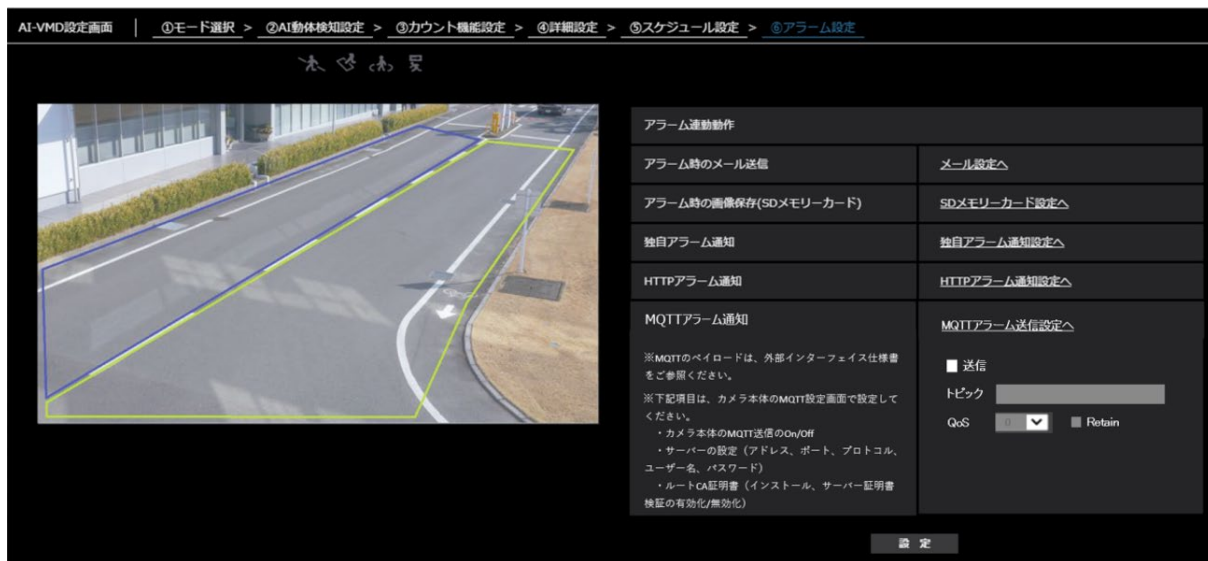 AI-VMD設定画面 | ①モード選択 > ②AI動体検知設定 > ③カウント機能設定 > ④詳細設定 > ⑤スケジュール設定 > ⑥アラーム設定
アラーム連動動作
アラーム時のメール送信 メール設定へ
アラーム時の画像保存(SDメモリーカード) SDメモリーカード設定へ
独自アラーム通知 独自アラーム通知設定へ
HTTPアラーム通知 HTTPアラーム通知設定へ
MQTTアラーム通知
※MQTTのペイロードは、外部インターフェイス仕様書
をご参照ください。
※下記項目は、カメラ本体のMQTT設定画面で設定して
ください。
・カメラ本体のMQTT送信のOn/Off
・サーバーの設定（アドレス、ポート、プロトコル、
ユーザー名、パスワード）
・ルートCA証明書（インストール、サーバー証明書
検証の有効化/無効化）
MQTTアラーム送信設定へ
送信
トピック
QoS 0 Retain
設 定